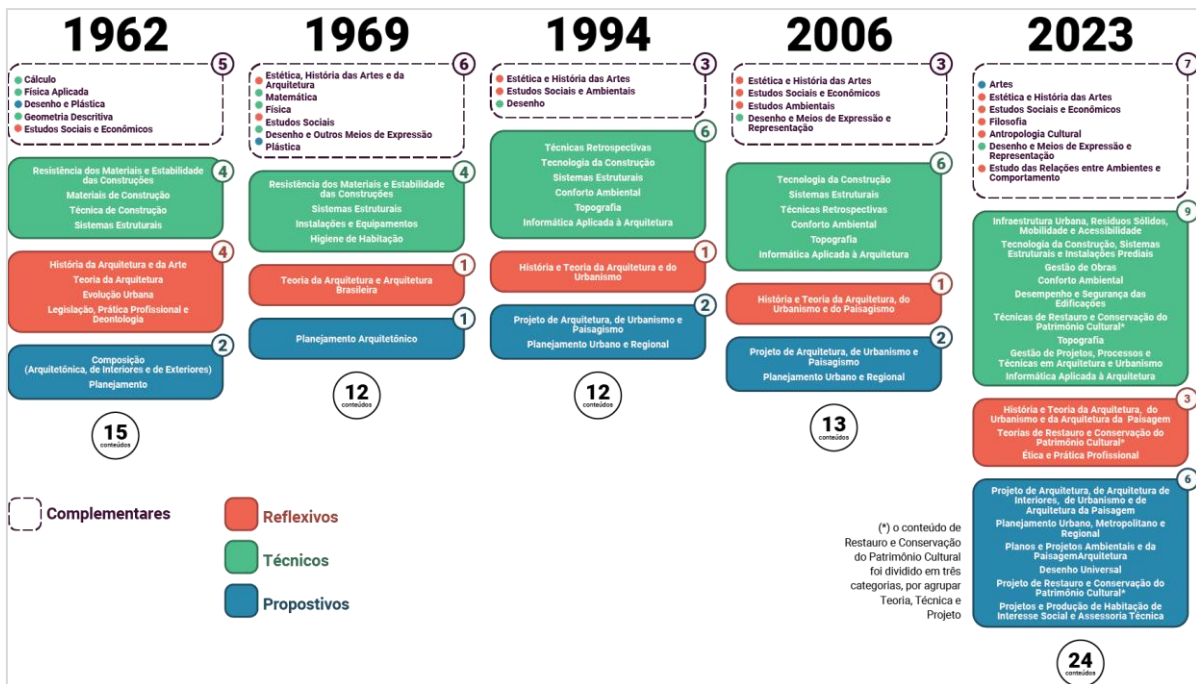 1962
5
Cálculo
Física Aplicada
Desenho e Plástica
Geometria Descritiva
Estudos Sociais e Econômicos
4
Resistência dos Materiais e Estabilidade
das Construções
Materiais de Construção
Técnica de Construção
Sistemas Estruturais
4
História da Arquitetura e da Arte
Teoria da Arquitetura
Evolução Urbana
Legislação, Prática Profissional e
Deontologia
2
Composição
(Arquitetônica, de Interiores e de Exteriores)
Planejamento
15
conteúdos
1969
6
Estética, História das Artes e da
Arquitetura
Matemática
Física
Estudos Sociais
Desenho e Outros Meios de Expressão
Plástica
4
Resistência dos Materiais e Estabilidade
das Construções
Sistemas Estruturais
Instalações e Equipamentos
Higiene de Habitação
1
Teoria da Arquitetura e Arquitetura
Brasileira
1
Planejamento Arquitetônico
12
conteúdos
1994
3
Estética e História das Artes
Estudos Sociais e Ambientais
Desenho
6
Técnicas Retrospectivas
Tecnologia da Construção
Sistemas Estruturais
Conforto Ambiental
Topografia
Informática Aplicada à Arquitetura
1
História e Teoria da Arquitetura e do
Urbanismo
2
Projeto de Arquitetura, de Urbanismo e
Paisagismo
Planejamento Urbano e Regional
12
conteúdos
2006
3
Estética e História das Artes
Estudos Sociais e Econômicos
Estudos Ambientais
Desenho e Meios de Expressão e
Representação
6
Tecnologia da Construção
Sistemas Estruturais
Técnicas Retrospectivas
Conforto Ambiental
Topografia
Informática Aplicada à Arquitetura
1
História e Teoria da Arquitetura, do
Urbanismo e do Paisagismo
2
Projeto de Arquitetura, de Urbanismo e
Paisagismo
Planejamento Urbano e Regional
13
conteúdos
2023
7
Artes
Estética e História das Artes
Estudos Sociais e Econômicos
Filosofia
Antropologia Cultural
Desenho e Meios de Expressão e
Representação
Estudo das Relações entre Ambientes e
Comportamento
9
Infraestrutura Urbana, Resíduos Sólidos,
Mobilidade e Acessibilidade
Tecnologia da Construção, Sistemas
Estruturais e Instalações Prediais
Gestão de Obras
Conforto Ambiental
Desempenho e Segurança das
Edificações
Técnicas de Restauro e Conservação do
Patrimônio Cultural*
Topografia
Gestão de Projetos, Processos e
Técnicas em Arquitetura e Urbanismo
Informática Aplicada à Arquitetura
3
História e Teoria da Arquitetura, do
Urbanismo e da Arquitetura da Paisagem
Teorias de Restauro e Conservação do
Patrimônio Cultural*
Ética e Prática Profissional
6
Projeto de Arquitetura, de Arquitetura de
Interiores, de Urbanismo e de
Arquitetura da Paisagem
Planejamento Urbano, Metropolitano e
Regional
Planos e Projetos Ambientais e da
PaisagemArquitetura
Desenho Universal
Projeto de Restauro e Conservação do
Patrimônio Cultural*
Projetos e Produção de Habitação de
Interesse Social e Assessoria Técnica
24
conteúdos
Complementares
Reflexivos
Técnicos
Propostivos
(*) o conteúdo de
Restauro e Conservação
do Patrimônio Cultural
foi dividido em três
categorias, por agrupar
Teoria, Técnica e
Projeto